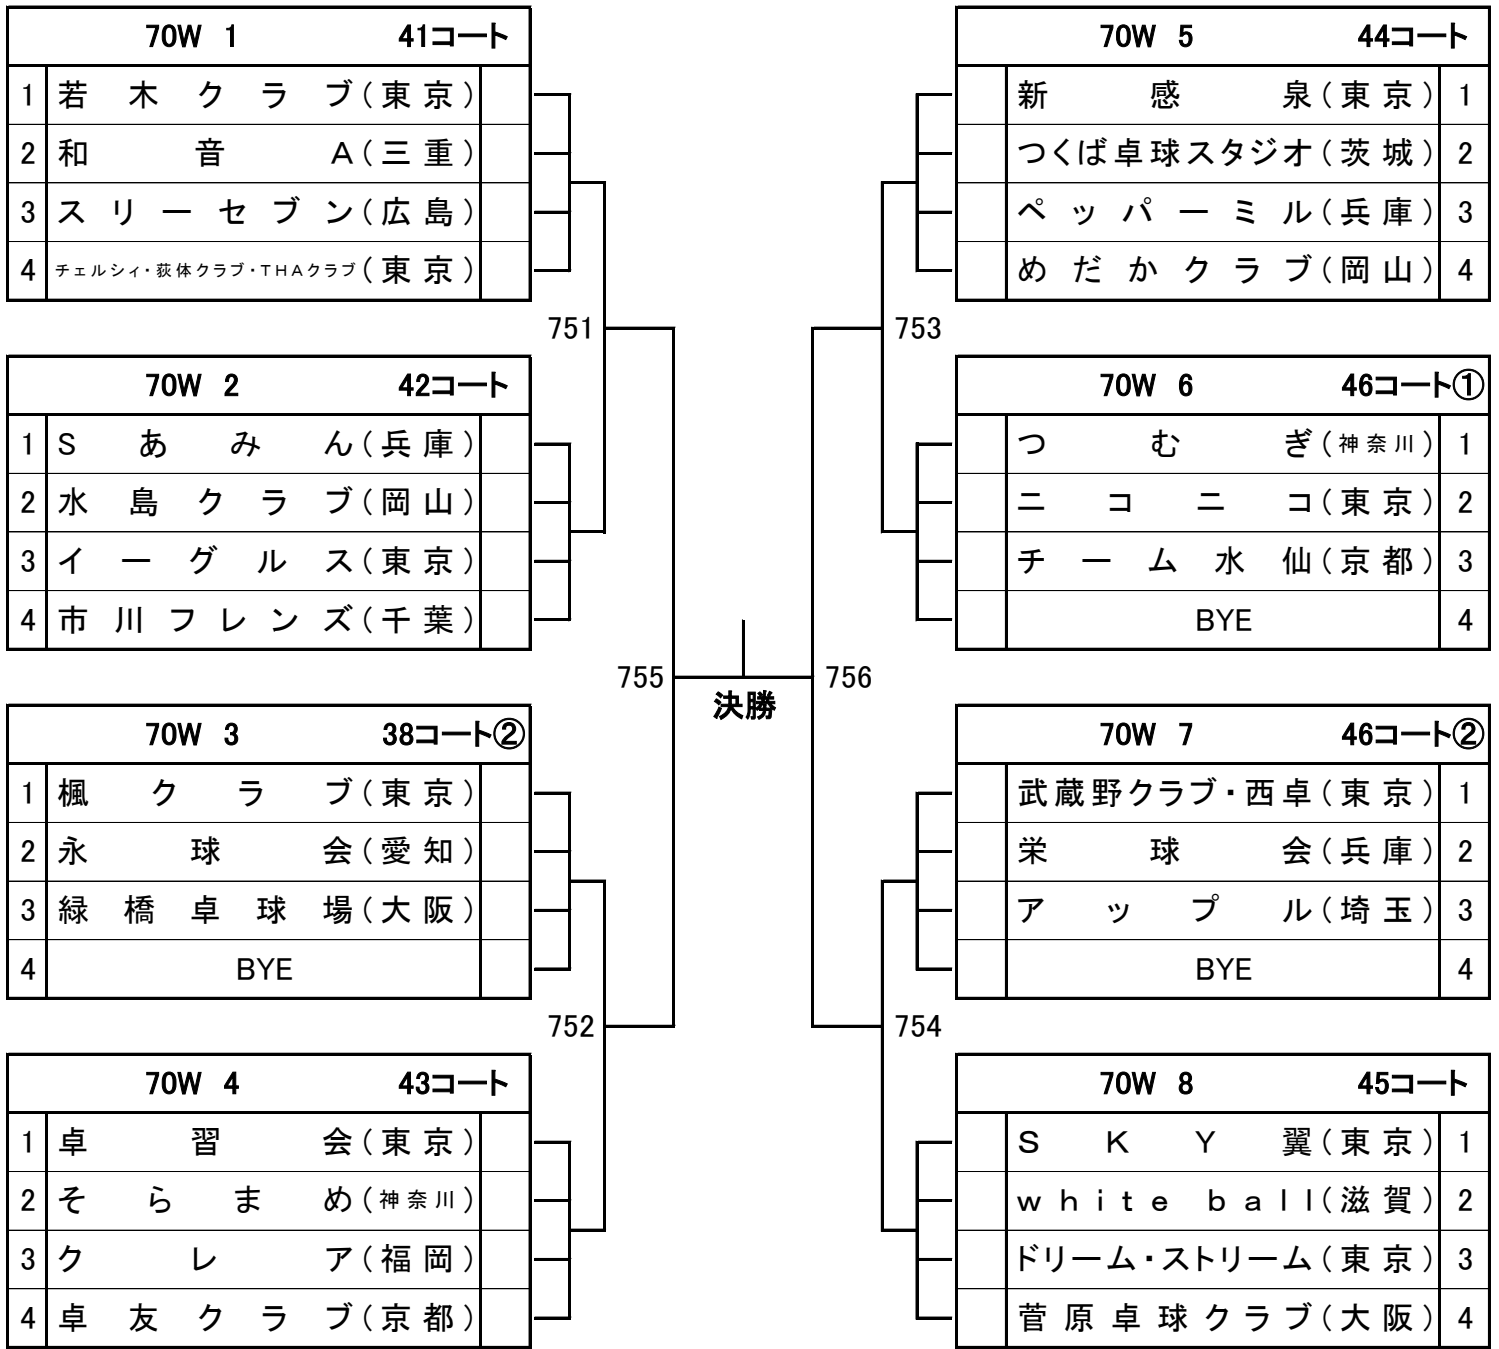 70W 1 41コート
1 若木クラブ(東京)
2 和音A(三重)
3 スリーセブン(広島)
4 チェルシィ・荻体クラブ・THAクラブ(東京)
751
70W 2 42コート
1 Sあみん(兵庫)
2 水島クラブ(岡山)
3 イーグルス(東京)
4 市川フレンズ(千葉)
755
70W 3 38コート②
1 楓クラブ(東京)
2 永球会(愛知)
3 緑橋卓球場(大阪)
4 BYE
752
70W 4 43コート
1 卓習会(東京)
2 そらまめ(神奈川)
3 クレア(福岡)
4 卓友クラブ(京都)
決勝
70W 5 44コート
新感泉(東京) 1
つくば卓球スタジオ(茨城) 2
ペッパーミル(兵庫) 3
めだかクラブ(岡山) 4
753
70W 6 46コート①
つむぎ(神奈川) 1
ニコニコ(東京) 2
チーム水仙(京都) 3
BYE 4
756
70W 7 46コート②
武蔵野クラブ・西卓(東京) 1
栄球会(兵庫) 2
アップル(埼玉) 3
BYE 4
754
70W 8 45コート
SKY翼(東京) 1
white ball(滋賀) 2
ドリーム・ストリーム(東京) 3
菅原卓球クラブ(大阪) 4